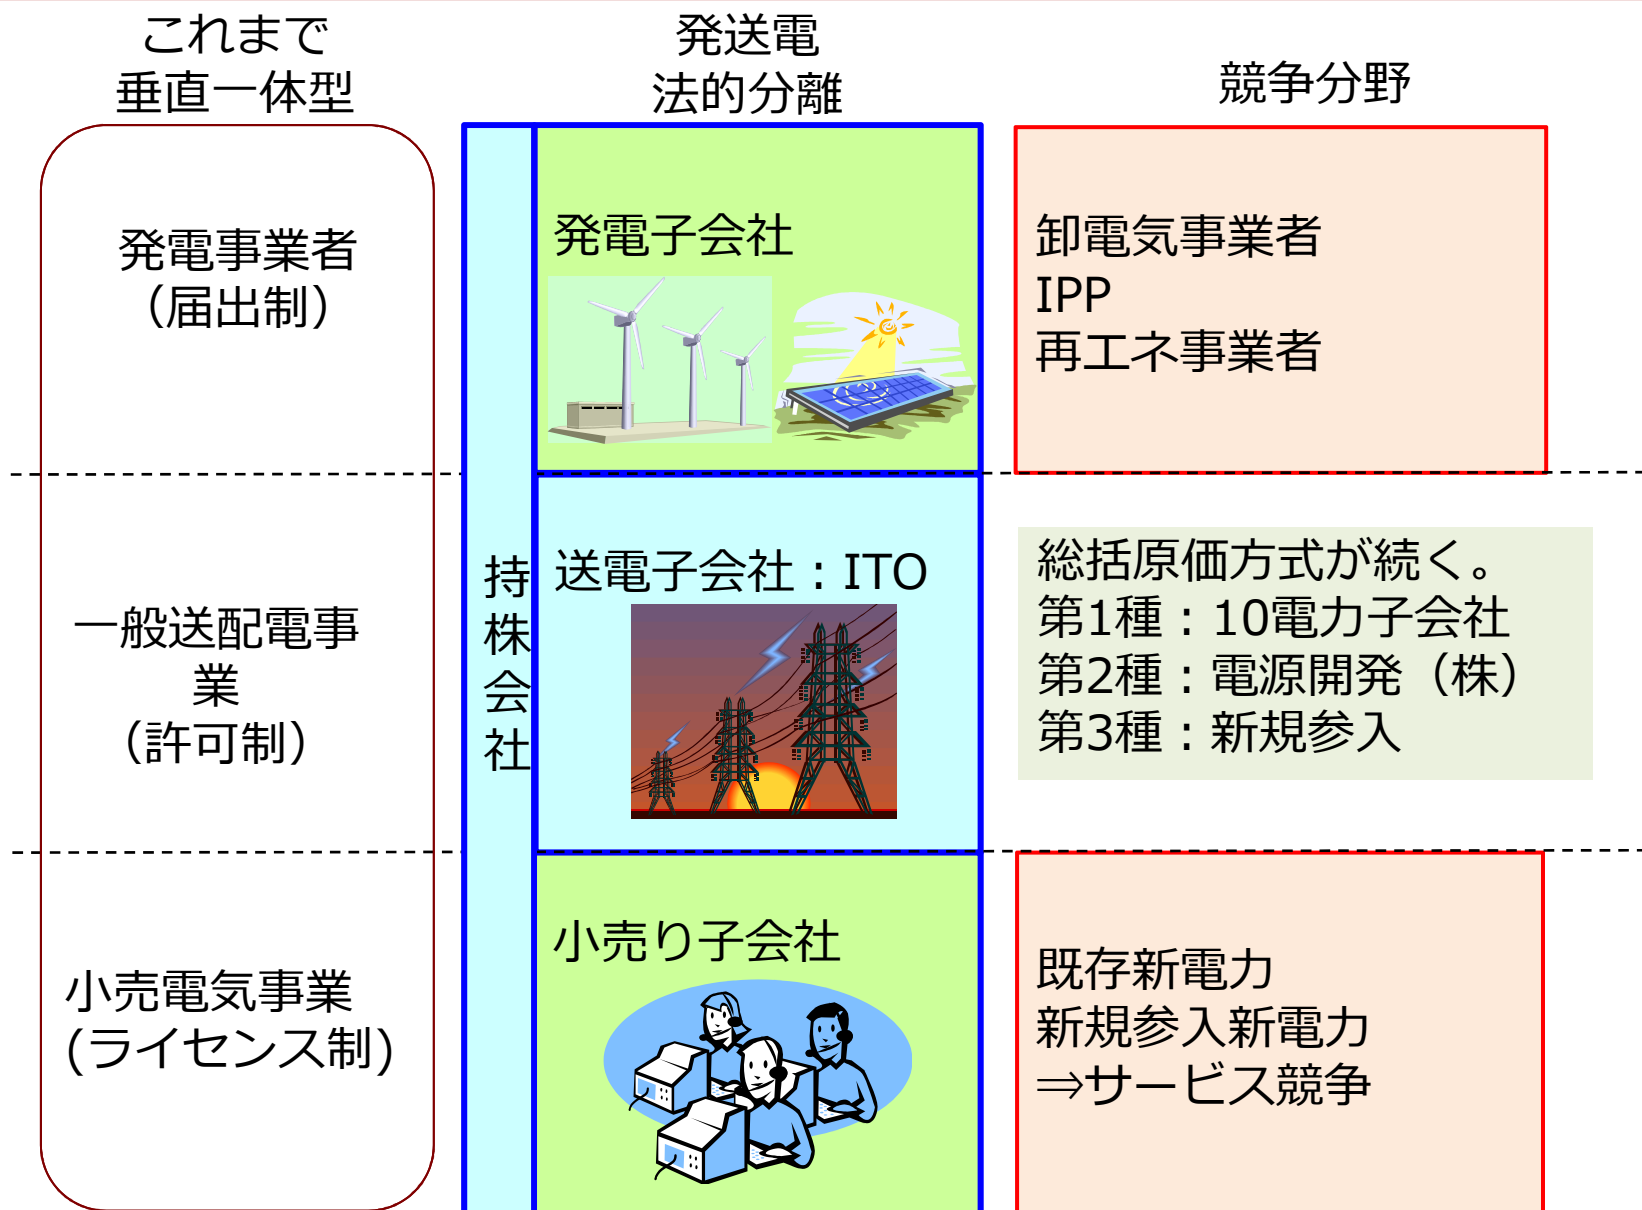 これまで
垂直一体型
発送電
法的分離
競争分野
発電事業者
（届出制）
一般送配電事
業
（許可制）
小売電気事業
(ライセンス制)
持株会社
発電子会社
送電子会社：ITO
小売り子会社
卸電気事業者
IPP
再エネ事業者
総括原価方式が続く。
第1種：10電力子会社
第2種：電源開発（株）
第3種：新規参入
既存新電力
新規参入新電力
⇒サービス競争